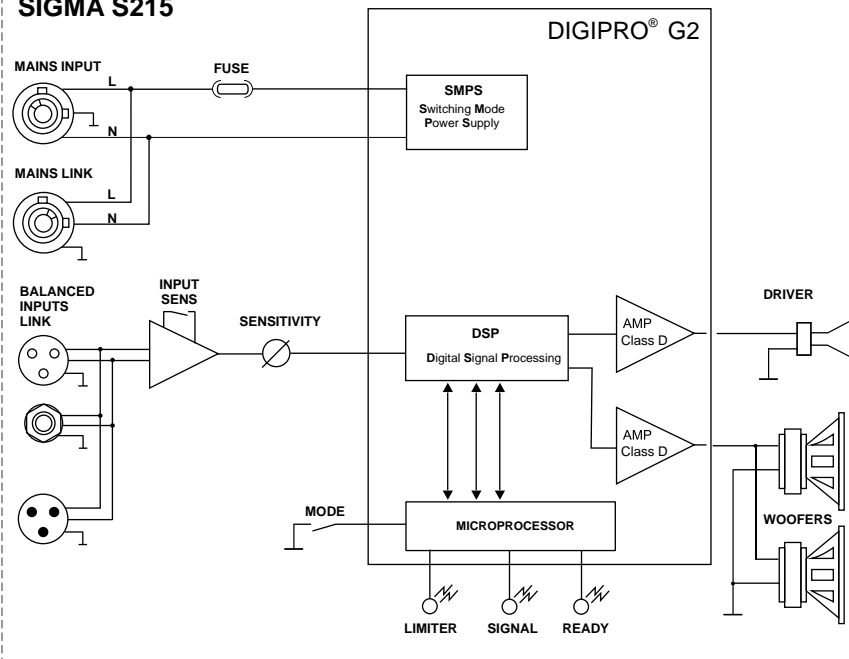 SIGMA S215
DIGIPRO® G2
MAINS INPUT
L
N
FUSE
SMPS
Switching Mode
Power Supply
MAINS LINK
L
N
BALANCED
INPUTS
LINK
INPUT
SENS
SENSITIVITY
DSP
Digital Signal Processing
AMP
Class D
DRIVER
AMP
Class D
WOOFERS
MODE
MICROPROCESSOR
LIMITER
SIGNAL
READY